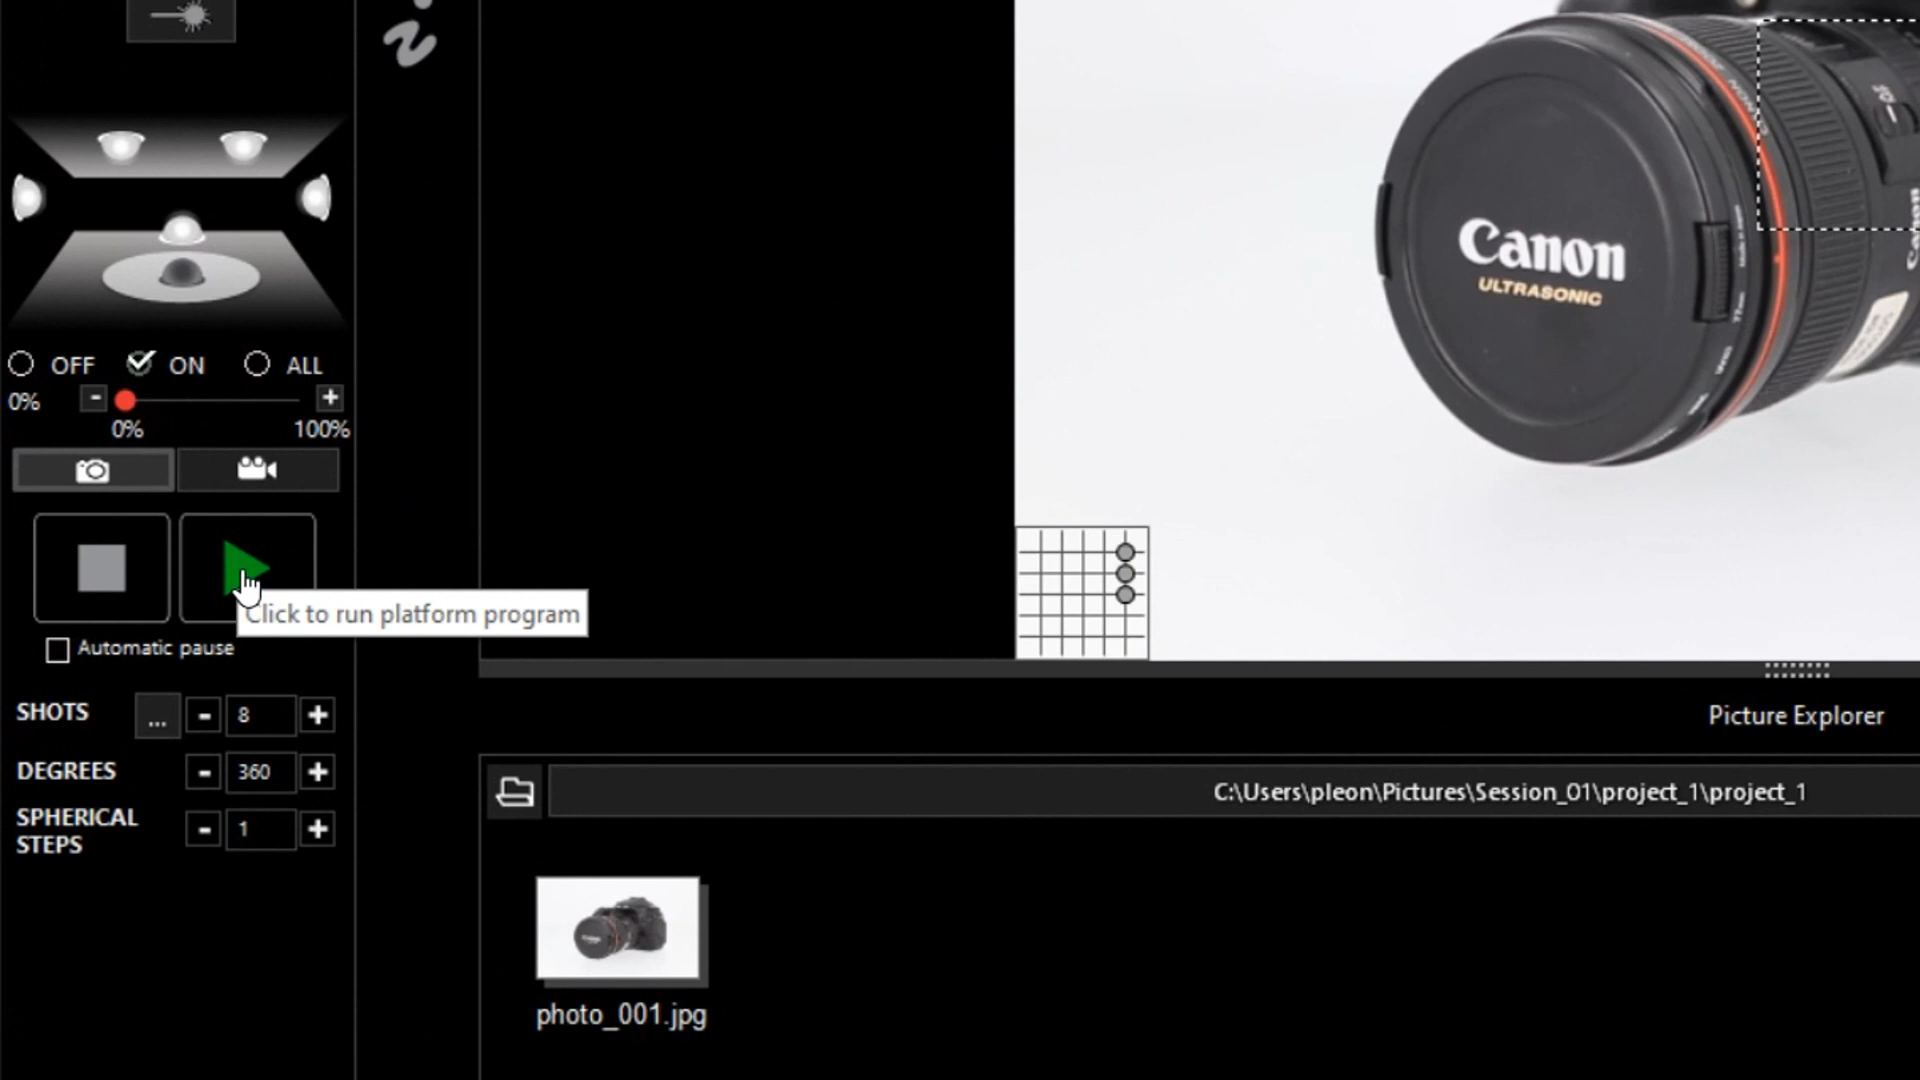 Canon
ULTRASONIC
OFF
ON
ALL
0%
-
+
0%
100%
Click to run platform program
Automatic pause
SHOTS
...
-
8
+
DEGREES
-
360
+
SPHERICAL
STEPS
-
1
+
Picture Explorer
C:\Users\pleon\Pictures\Session_01\project_1\project_1
photo_001.jpg